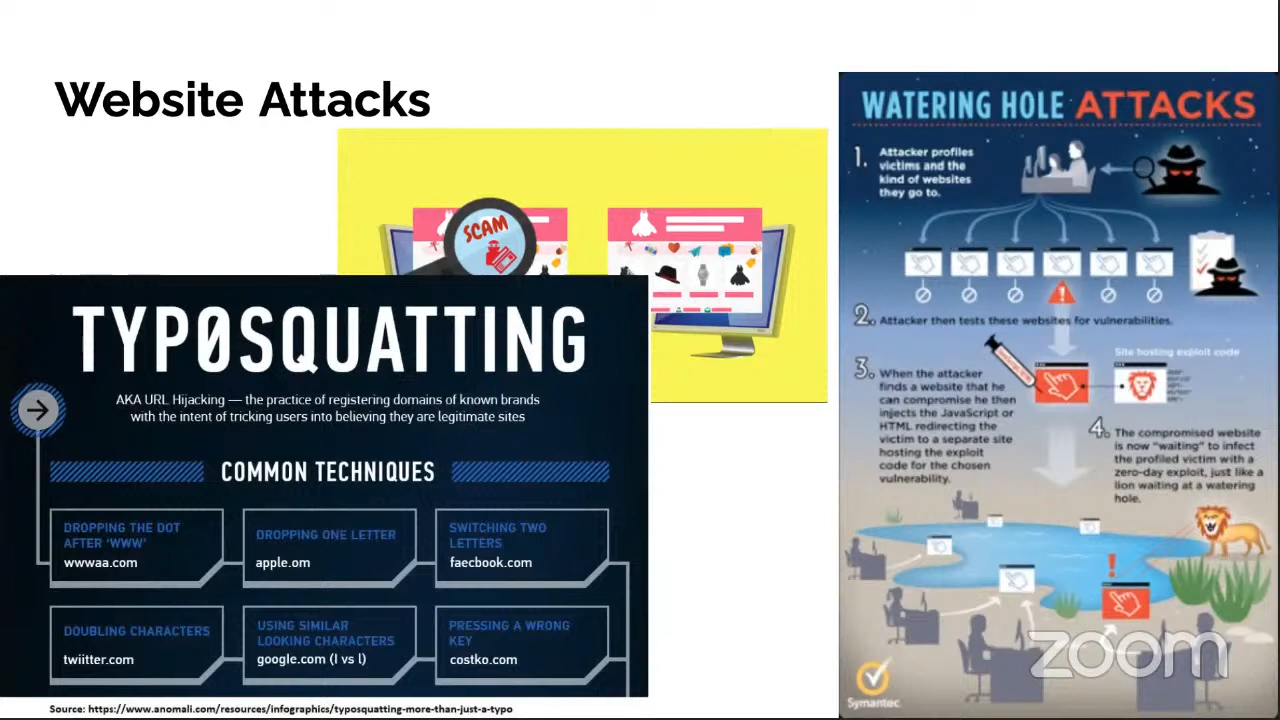 Website Attacks
SCAM
TYPØSQUATTING
AKA URL Hijacking — the practice of registering domains of known brands
with the intent of tricking users into believing they are legitimate sites
COMMON TECHNIQUES
DROPPING THE DOT
AFTER ‘WWW’
wwwaa.com
DROPPING ONE LETTER
apple.om
SWITCHING TWO
LETTERS
faecbook.com
DOUBLING CHARACTERS
twiitter.com
USING SIMILAR
LOOKING CHARACTERS
google.com (l vs l)
PRESSING A WRONG
KEY
costko.com
Source: https://www.anomali.com/resources/infographics/typosquatting-more-than-just-a-typo
WATERING HOLE ATTACKS
1. Attacker profiles
victims and the
kind of websites
they go to.
2. Attacker then tests these websites for vulnerabilities.
Site hosting exploit code
3. When the attacker
finds a website that he
can compromise he then
injects the JavaScript or
HTML redirecting the
victim to a separate site
hosting the exploit
code for the chosen
vulnerability.
4. The compromised website
is now “waiting” to infect
the profiled victim with a
zero-day exploit, just like a
lion waiting at a watering
hole.
zoom
Symantec